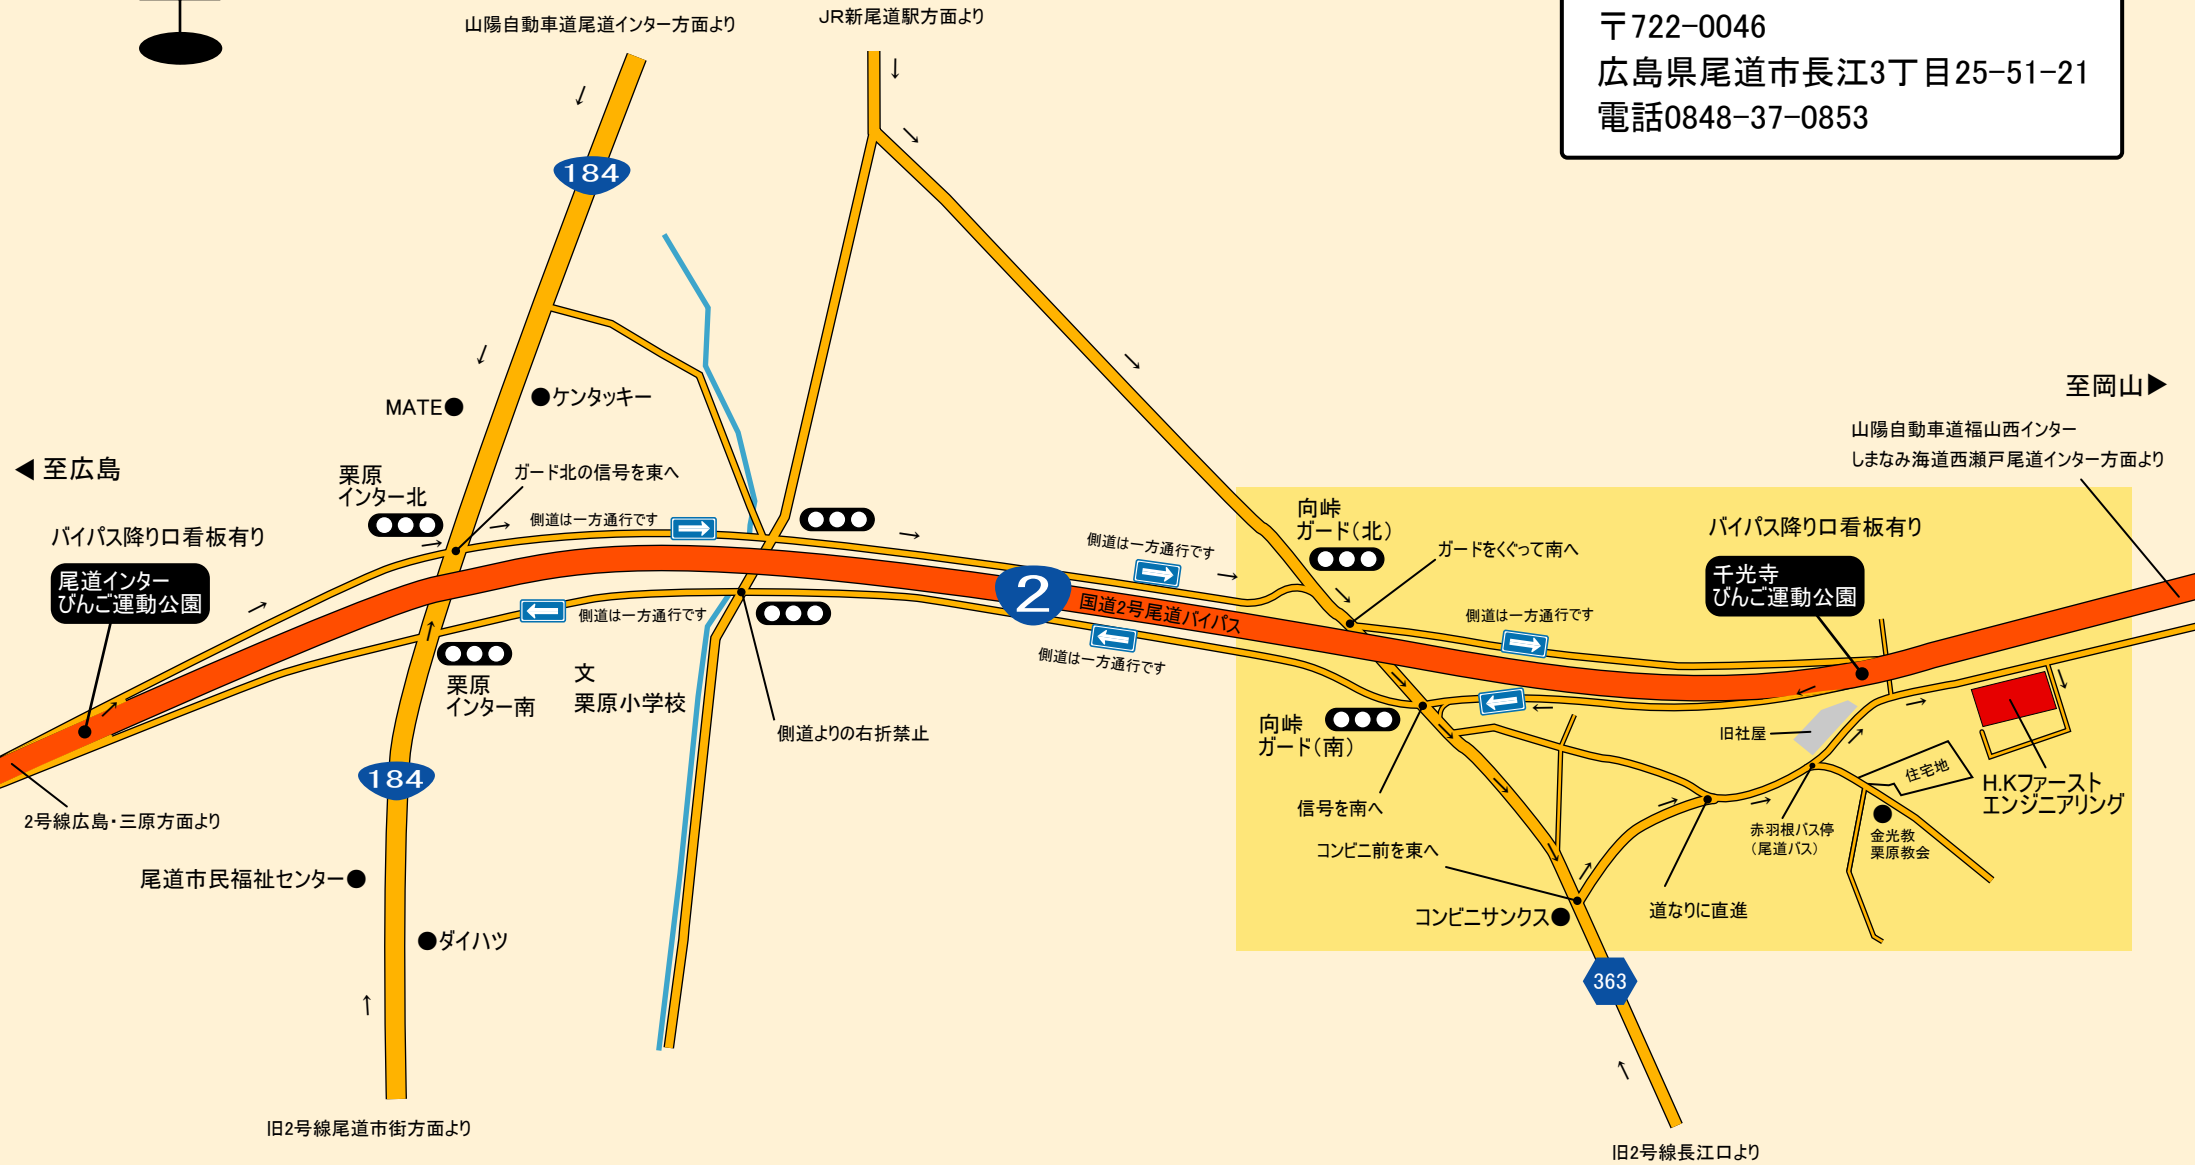 山陽自動車道尾道インター方面より
JR新尾道駅方面より
〒722-0046
広島県尾道市長江3丁目25-51-21
電話0848-37-0853
184
至岡山▶
山陽自動車道福山西インター
しまなみ海道西瀬戸尾道インター方面より
MATE●
●ケンタッキー
◀至広島
栗原
インター北
ガード北の信号を東へ
側道は一方通行です
バイパス降り口看板有り
尾道インター
びんご運動公園
側道は一方通行です
向峠
ガード(北)
ガードをくぐって南へ
バイパス降り口看板有り
千光寺
びんご運動公園
2
国道2号尾道バイパス
側道は一方通行です
側道は一方通行です
側道は一方通行です
栗原
インター南
文
栗原小学校
側道よりの右折禁止
向峠
ガード(南)
旧社屋
住宅地
H.Kファースト
エンジニアリング
184
2号線広島・三原方面より
信号を南へ
コンビニ前を東へ
赤羽根バス停
(尾道バス)
金光教
栗原教会
尾道市民福祉センター●
●ダイハツ
コンビニサンクス●
道なりに直進
363
旧2号線尾道市街方面より
旧2号線長江口より